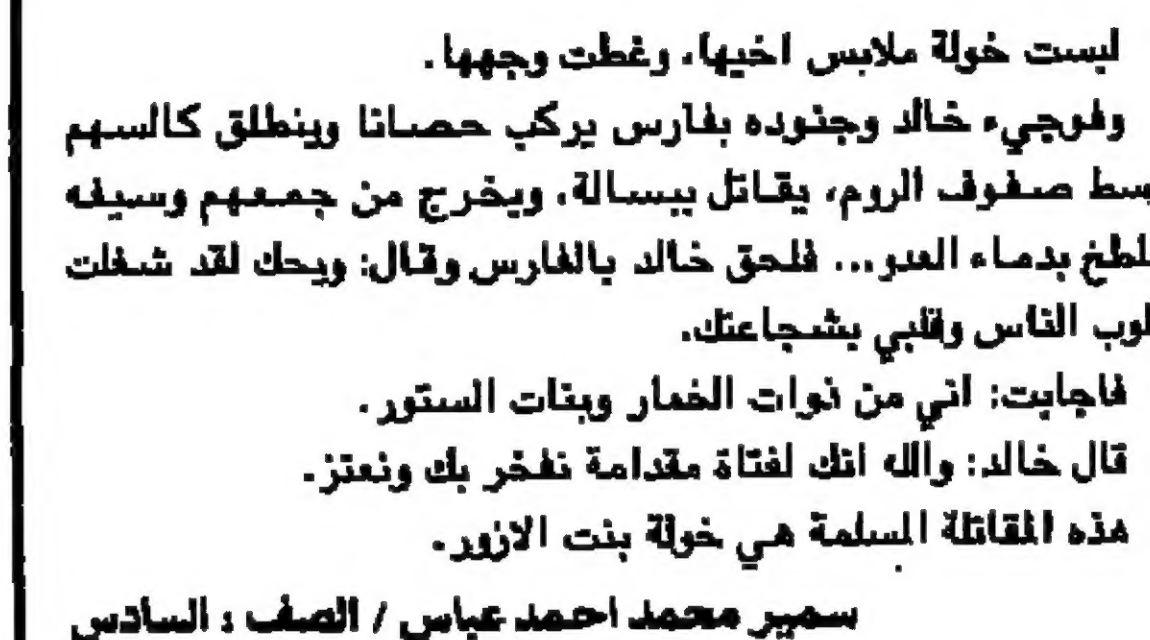 لبست خولة ملابس اخيها، وغطت وجهها.
وفوجيء خالد وجنوده بفارس يركب حصانا وينطلق كالسهم
سط صفوف الروم، يقاتل ببسالة، ويخرج من جمعهم وسيفه
لطخ بدماء العدو... فلحق خالد بالفارس وقال: ويحك لقد شغلت
لوب الناس وقلبي بشجاعتك.
فاجابت: اني من ذوات الخمار وبنات الستور.
قال خالد: والله انك لفتاة مقدامة نفخر بك ونعتز.
هذه المقاتلة المسلمة هي خولة بنت الازور.
سمير محمد احمد عباس / الصف : السادس